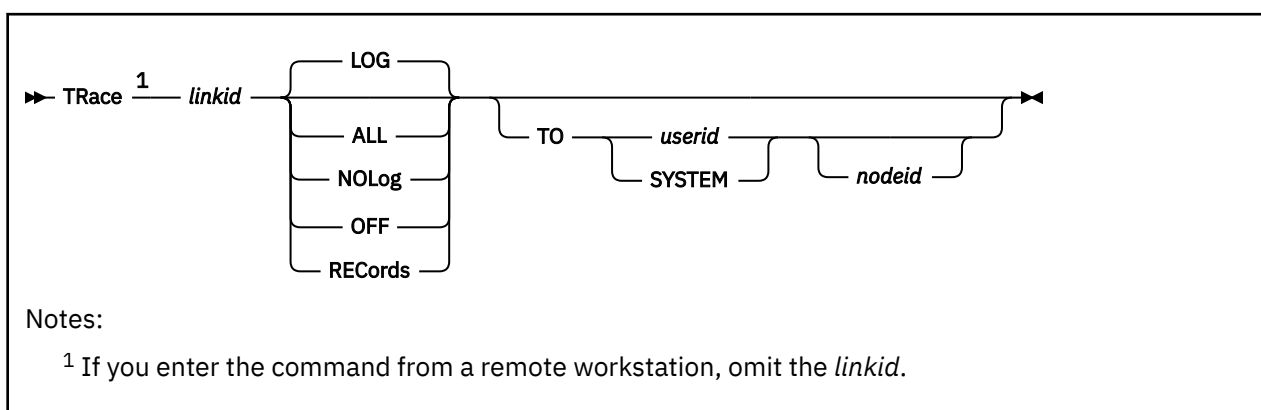 LOG
TRace 1 linkid
ALL TO userid
NOLog SYSTEM nodeid
OFF
RECords
Notes:
1 If you enter the command from a remote workstation, omit the linkid.